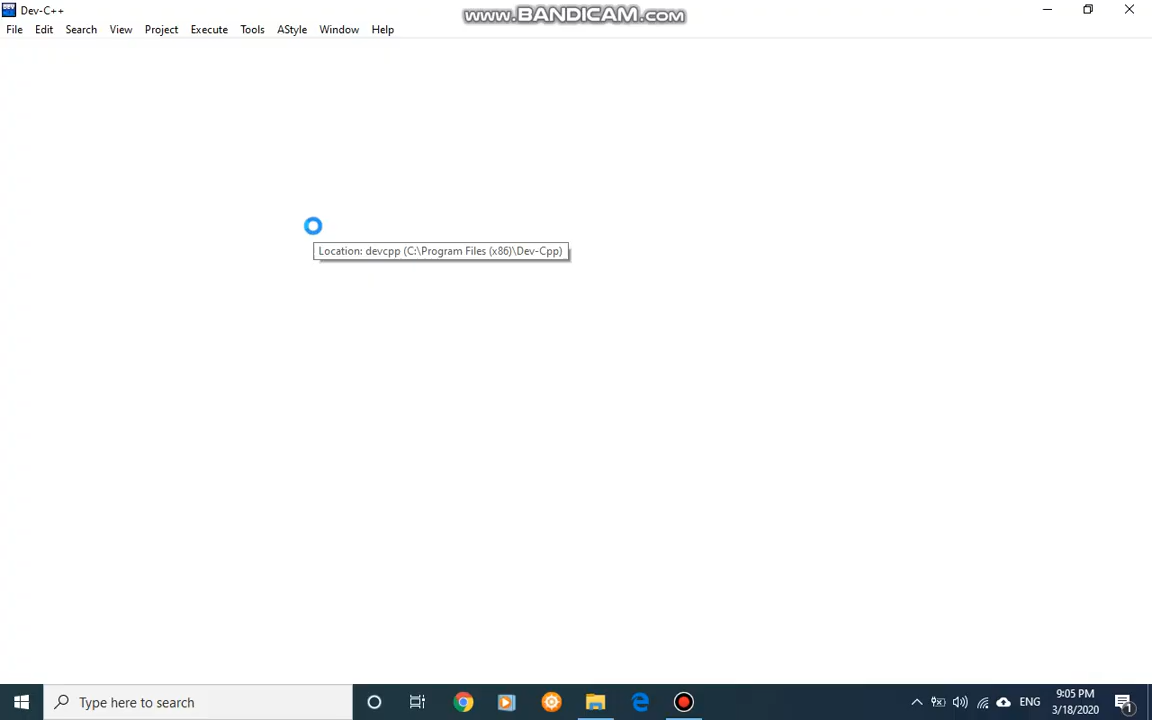 Dev-C++
www.BANDICAM.com
File Edit Search View Project Execute Tools AStyle Window Help
Location: devcpp (C:\Program Files (x86)\Dev-Cpp)
Type here to search
ENG
9:05 PM
3/18/2020
1